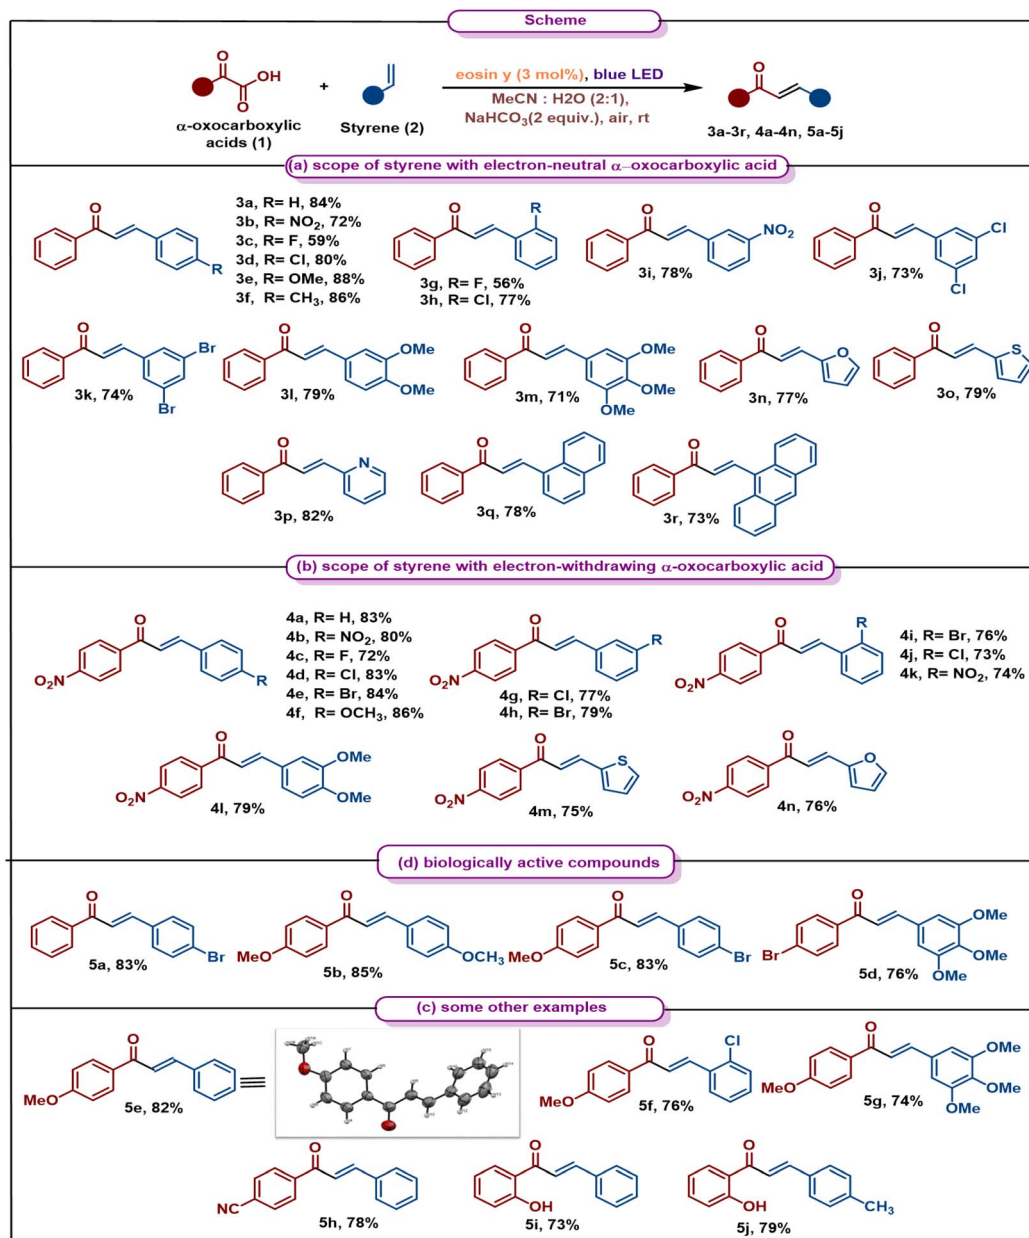 Scheme
O
OH
O
α-oxocarboxylic
acids (1)
+
Styrene (2)
eosin y (3 mol%), blue LED
MeCN : H2O (2:1),
NaHCO3(2 equiv.), air, rt
O
3a-3r, 4a-4n, 5a-5j
(a) scope of styrene with electron-neutral α–oxocarboxylic acid
O
R
3a, R= H, 84%
3b, R= NO2, 72%
3c, R= F, 59%
3d, R= Cl, 80%
3e, R= OMe, 88%
3f, R= CH3, 86%
O
R
3g, R= F, 56%
3h, R= Cl, 77%
O
NO2
3i, 78%
O
Cl
Cl
3j, 73%
O
Br
Br
3k, 74%
O
OMe
OMe
3l, 79%
O
OMe
OMe
OMe
3m, 71%
O
O
3n, 77%
O
S
3o, 79%
O
N
3p, 82%
O
3q, 78%
O
3r, 73%
(b) scope of styrene with electron-withdrawing α-oxocarboxylic acid
O
NO2
R
4a, R= H, 83%
4b, R= NO2, 80%
4c, R= F, 72%
4d, R= Cl, 83%
4e, R= Br, 84%
4f, R= OCH3, 86%
O
R
NO2
4g, R= Cl, 77%
4h, R= Br, 79%
O
R
NO2
4i, R= Br, 76%
4j, R= Cl, 73%
4k, R= NO2, 74%
O
OMe
OMe
NO2
4l, 79%
O
S
NO2
4m, 75%
O
O
NO2
4n, 76%
(d) biologically active compounds
O
Br
5a, 83%
O
MeO
OCH3
5b, 85%
O
MeO
Br
5c, 83%
O
Br
OMe
OMe
OMe
5d, 76%
(c) some other examples
O
MeO
5e, 82%
O
Cl
MeO
5f, 76%
O
MeO
OMe
OMe
OMe
5g, 74%
O
NC
5h, 78%
O
OH
5i, 73%
O
OH
CH3
5j, 79%